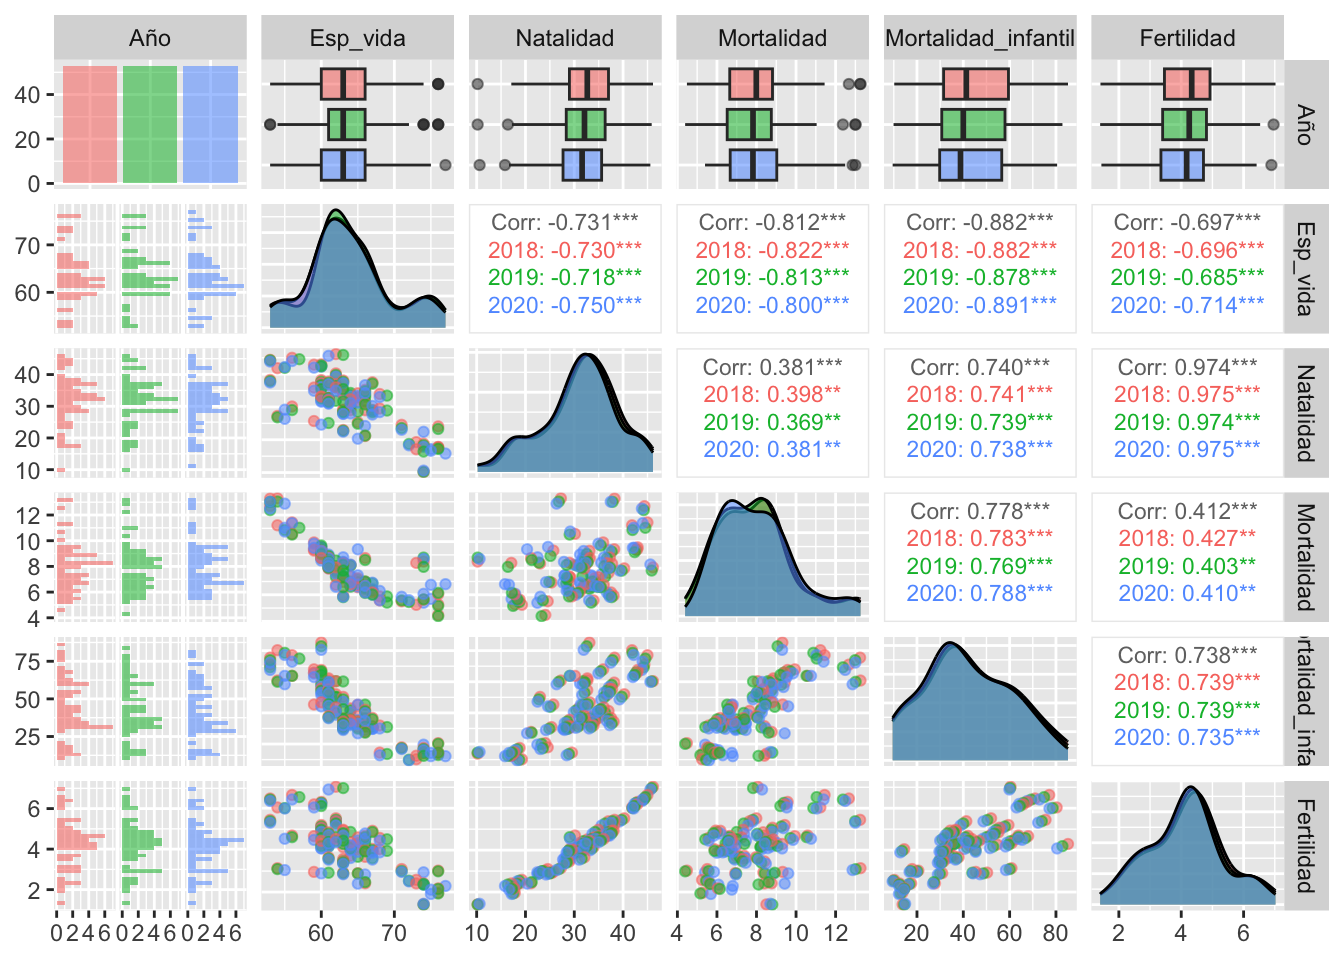 Año Esp_vida Natalidad Mortalidad Mortalidad_infantil Fertilidad
40
20
0
Año
70
60
Corr: -0.731*** Corr: -0.812*** Corr: -0.882*** Corr: -0.697***
2018: -0.730*** 2018: -0.822*** 2018: -0.882*** 2018: -0.696***
2019: -0.718*** 2019: -0.813*** 2019: -0.878*** 2019: -0.685***
2020: -0.750*** 2020: -0.800*** 2020: -0.891*** 2020: -0.714***
Esp_vida
40
30
20
10
Corr: 0.381*** Corr: 0.740*** Corr: 0.974***
2018: 0.398** 2018: 0.741*** 2018: 0.975***
2019: 0.369** 2019: 0.739*** 2019: 0.974***
2020: 0.381** 2020: 0.738*** 2020: 0.975***
Natalidad
12
10
8
6
4
Corr: 0.778*** Corr: 0.412***
2018: 0.783*** 2018: 0.427**
2019: 0.769*** 2019: 0.403**
2020: 0.788*** 2020: 0.410**
Mortalidad
75
50
25
Corr: 0.738***
2018: 0.739***
2019: 0.739***
2020: 0.735***
ortalidad_infa
6
4
2
Fertilidad
0 2 4 6 0 2 4 6 0 2 4 6 60 70 10 20 30 40 4 6 8 10 12 20 40 60 80 2 4 6